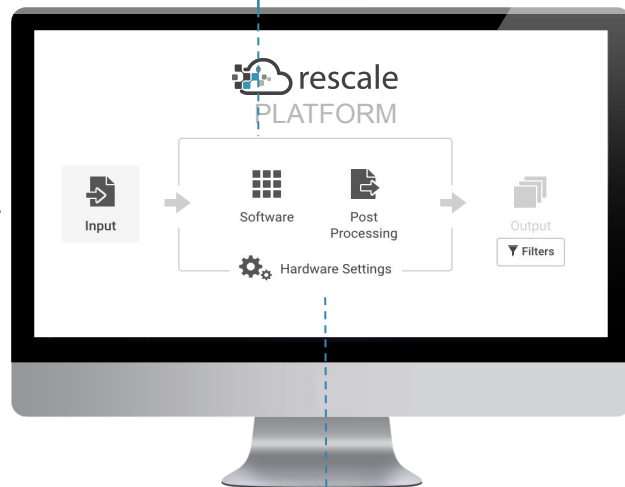 rescale
PLATFORM
Input
Software
Post
Processing
Hardware Settings
Output
Filters